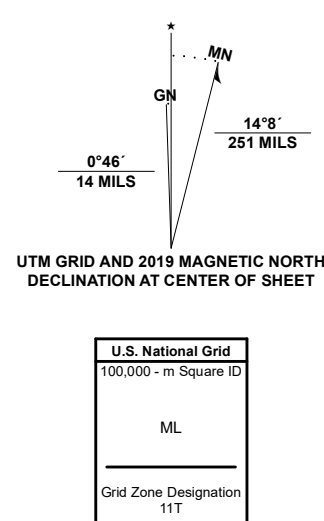 ★
MN
GN
14°8´
251 MILS
0°46´
14 MILS
UTM GRID AND 2019 MAGNETIC NORTH
DECLINATION AT CENTER OF SHEET
U.S. National Grid
100,000 - m Square ID
ML
Grid Zone Designation
11T